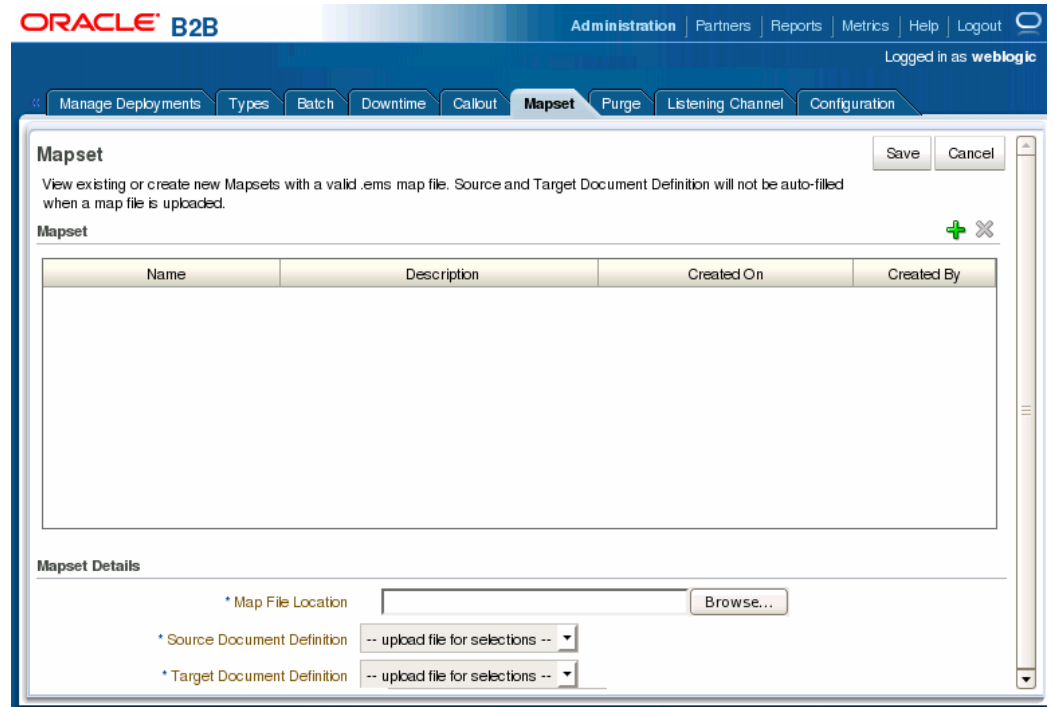 ORACLE B2B
Administration Partners Reports Metrics Help Logout
Logged in as weblogic
Manage Deployments Types Batch Downtime Callout Mapset Purge Listening Channel Configuration
Mapset
Save Cancel
View existing or create new Mapsets with a valid .ems map file. Source and Target Document Definition will not be auto-filled
when a map file is uploaded.
Mapset
Name Description Created On Created By
Mapset Details
* Map File Location Browse...
* Source Document Definition -- upload file for selections --
* Target Document Definition -- upload file for selections --